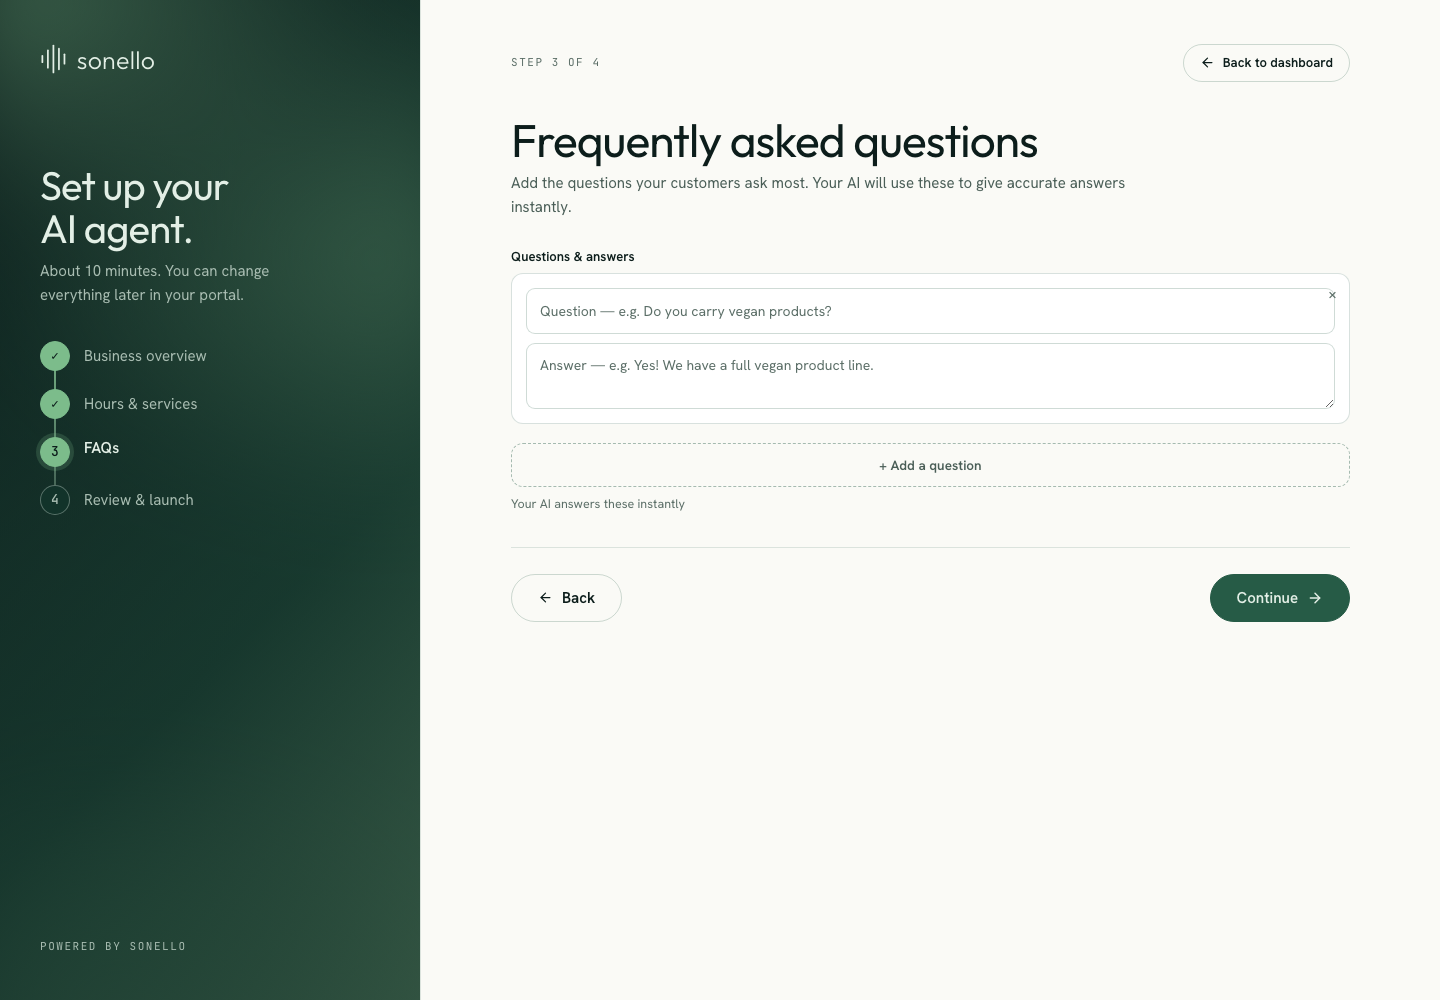 sonello
Set up your
AI agent.
About 10 minutes. You can change
everything later in your portal.
✓ Business overview
✓ Hours & services
3 FAQs
4 Review & launch
POWERED BY SONELLO
STEP 3 OF 4
← Back to dashboard
Frequently asked questions
Add the questions your customers ask most. Your AI will use these to give accurate answers
instantly.
Questions & answers
×
Question — e.g. Do you carry vegan products?
Answer — e.g. Yes! We have a full vegan product line.
+ Add a question
Your AI answers these instantly
← Back
Continue →